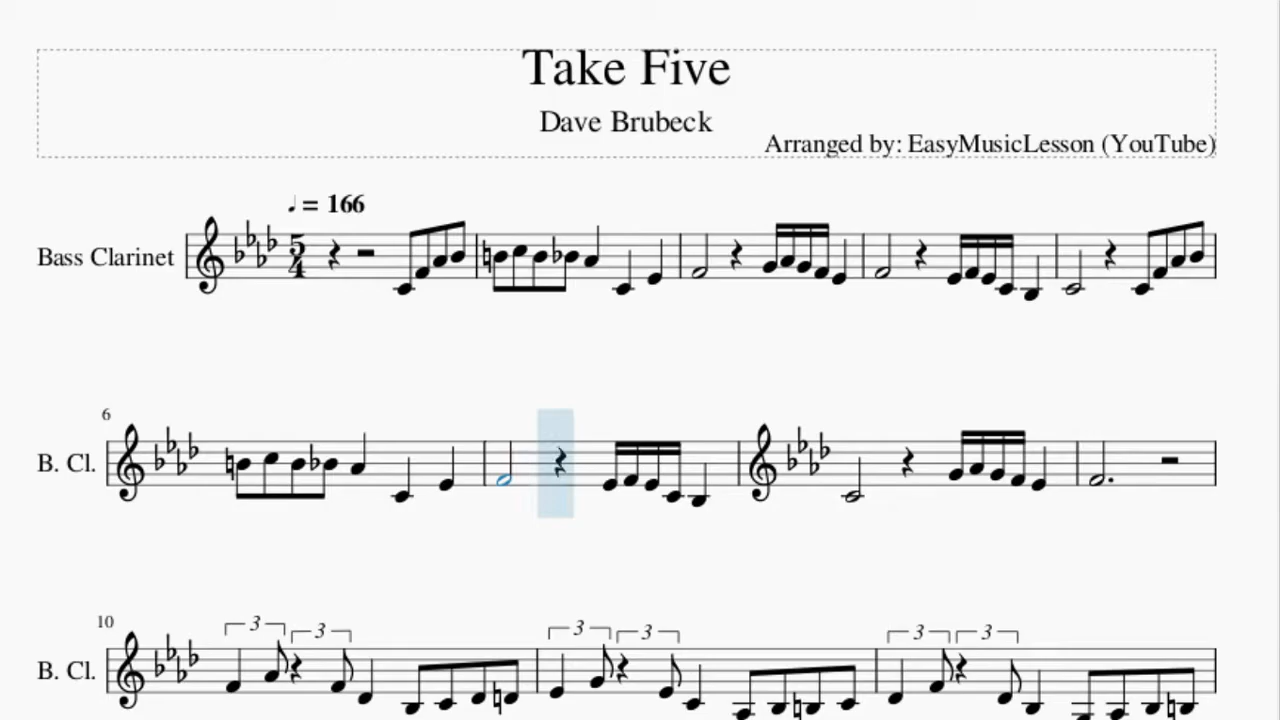 Take Five
Dave Brubeck
Arranged by: EasyMusicLesson (YouTube)
♩ = 166
Bass Clarinet
5
4
6
B. Cl.
10
3 3 3 3 3 3
B. Cl.